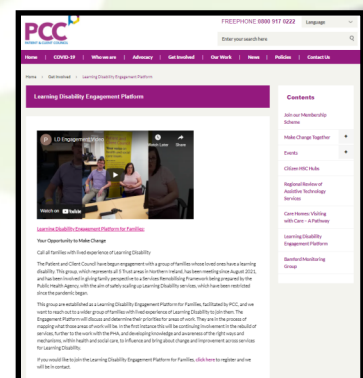 FREEPHONE 0800 917 0222
Language
PCC
PATIENT & CLIENT COUNCIL
Enter your search here
Home | COVID-19 | Who we are | Advocacy | Get Involved | Our Work | News | Policies | Contact Us
Home > Get Involved > Learning Disability Engagement Platform
Learning Disability Engagement Platform
P LD Engagement Video
Watch Later
Share
Watch on YouTube
Learning Disability Engagement Platform for Families:
Your Opportunity to Make Change
Call all families with lived experience of Learning Disability
The Patient and Client Council have begun engagement with a group of families whose loved ones have a learning
disability. This group, which represents all 5 Trust areas in Northern Ireland, has been meeting since August 2021,
and has been involved in giving family perspective to a Services Remobilising Framework being prepared by the
Public Health Agency, with the aim of safely scaling up Learning Disability services, which have been restricted
since the pandemic began.
This group are established as a Learning Disability Engagement Platform for Families, facilitated by PCC, and we
want to reach out to a wider group of families with lived experience of Learning Disability to join them. The
Engagement Platform will discuss and determine their priorities for areas of work. They are in the process of
mapping what those areas of work will be. In the first instance this will be continuing involvement in the rebuild of
services, further to the work with the PHA, and developing knowledge and awareness of the right ways and
mechanisms, within health and social care, to influence and bring about change and improvement across services
for Learning Disability.
If you would like to join the Learning Disability Engagement Platform for Families, click here to register and we
will be in contact.
Contents
Join our Membership
Scheme
Make Change Together +
Events +
Citizen HSC Hubs
Regional Review of
Assistive Technology
Services
Care Homes: Visiting
with Care – A Pathway
Learning Disability
Engagement Platform
Bamford Monitoring
Group